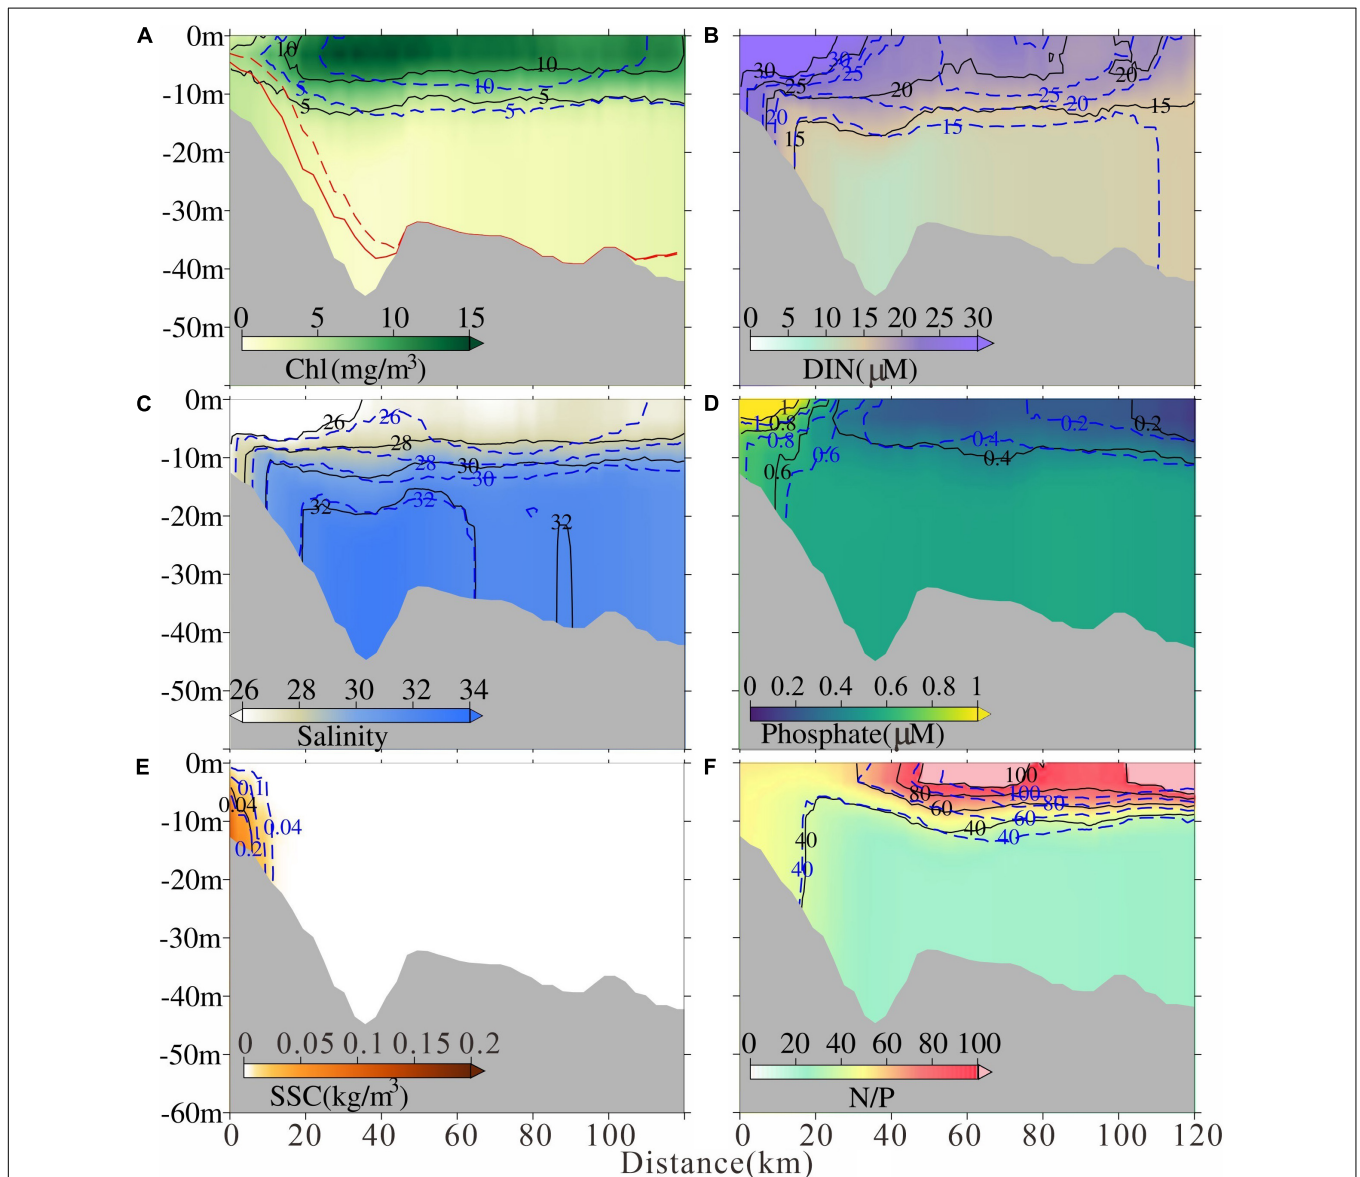 A
B
0m
-10m
-20m
-30m
-40m
-50m
10
10
10
5
5
5
5
0 5 10 15
Chl(mg/m³)
30
30
25
25
20
20
25
20
15
20
15
15
0 5 10 15 20 25 30
DIN(μM)
C
D
0m
-10m
-20m
-30m
-40m
-50m
26
26
28
28
30
30
32
32
32
26 28 30 32 34
Salinity
1
0.8
0.8
0.6
0.6
0.4
0.4
0.2
0.2
0 0.2 0.4 0.6 0.8 1
Phosphate(μM)
E
F
0m
-10m
-20m
-30m
-40m
-50m
-60m
0.1
0.04
0.04
0.2
0 0.05 0.1 0.15 0.2
SSC(kg/m³)
100
80
100
80
60
60
40
40
40
40
0 20 40 60 80 100
N/P
0 20 40 60 80 100
0 20 40 60 80 100 120
Distance(km)